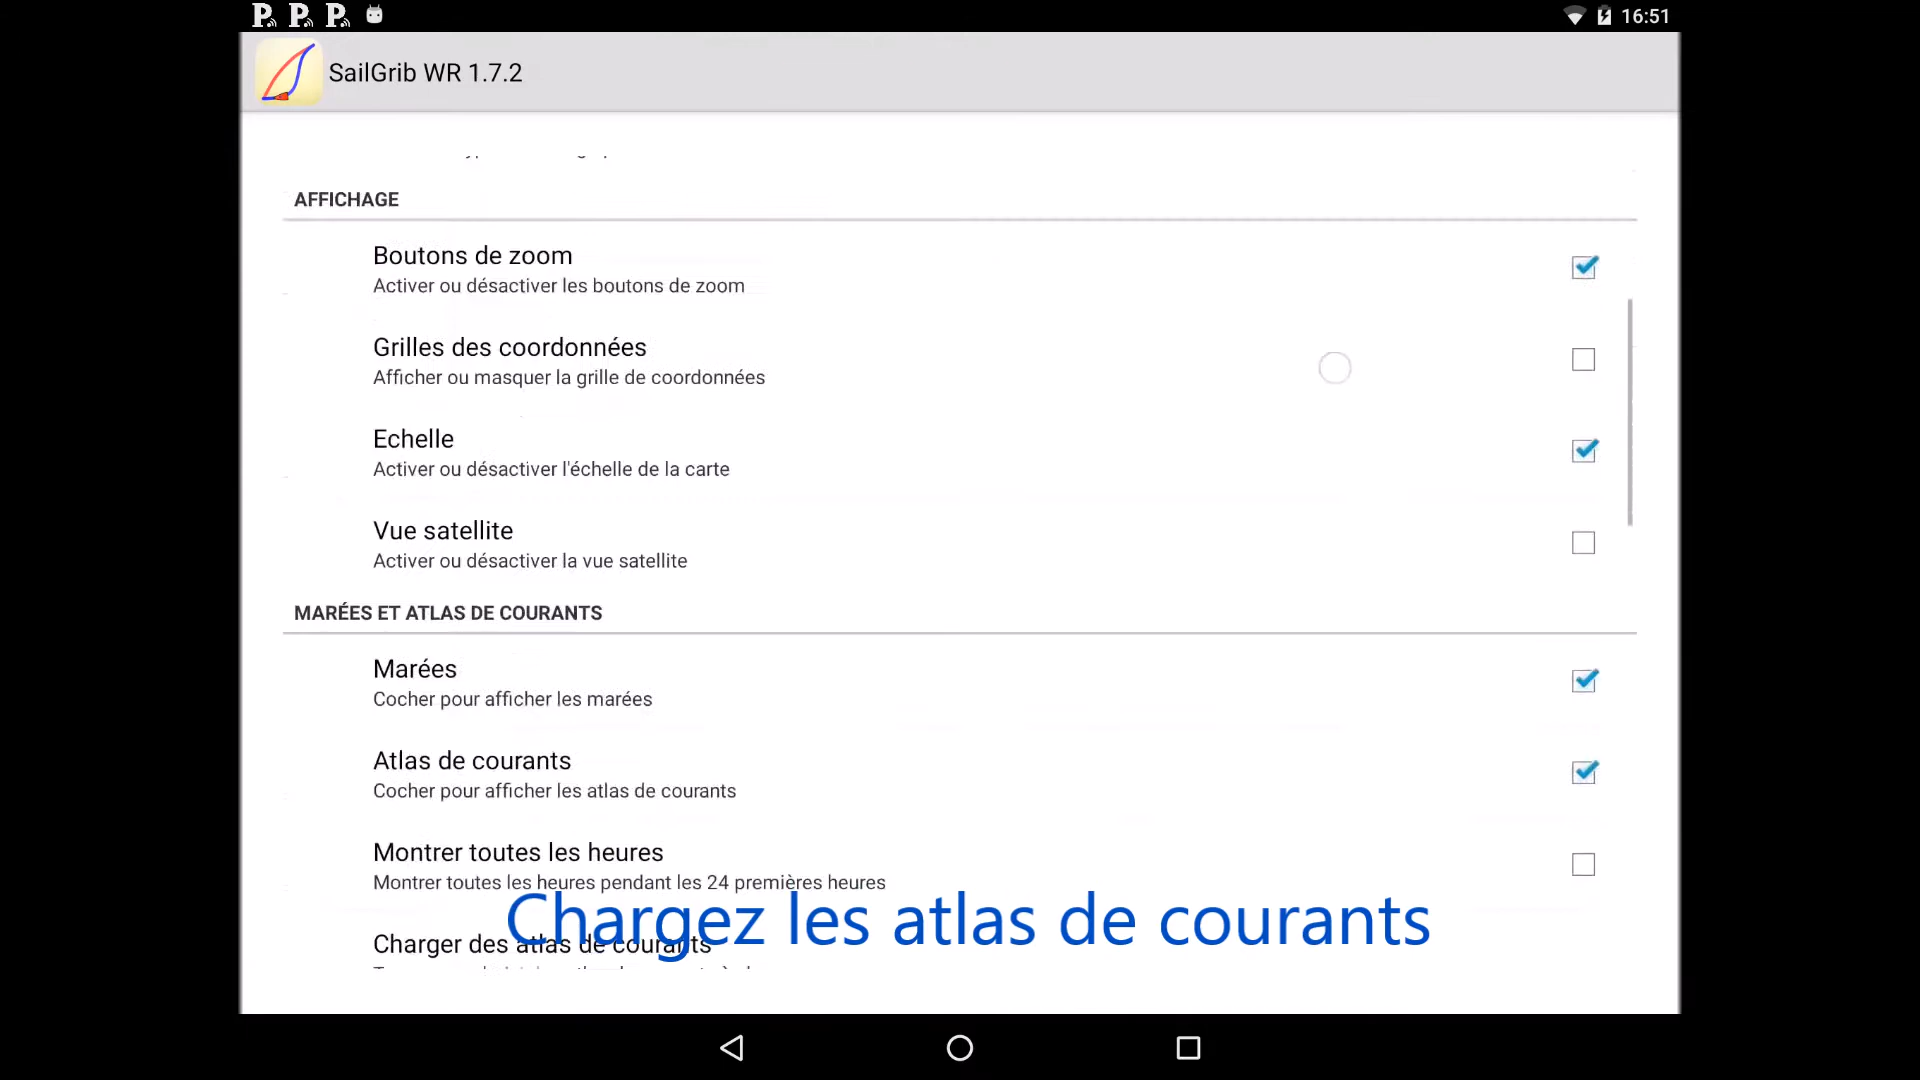 16:51
SailGrib WR 1.7.2
AFFICHAGE
Boutons de zoom
Activer ou désactiver les boutons de zoom
Grilles des coordonnées
Afficher ou masquer la grille de coordonnées
Echelle
Activer ou désactiver l'échelle de la carte
Vue satellite
Activer ou désactiver la vue satellite
MARÉES ET ATLAS DE COURANTS
Marées
Cocher pour afficher les marées
Atlas de courants
Cocher pour afficher les atlas de courants
Montrer toutes les heures
Montrer toutes les heures pendant les 24 premières heures
Chargez les atlas de courants
Charger des atlas de courants